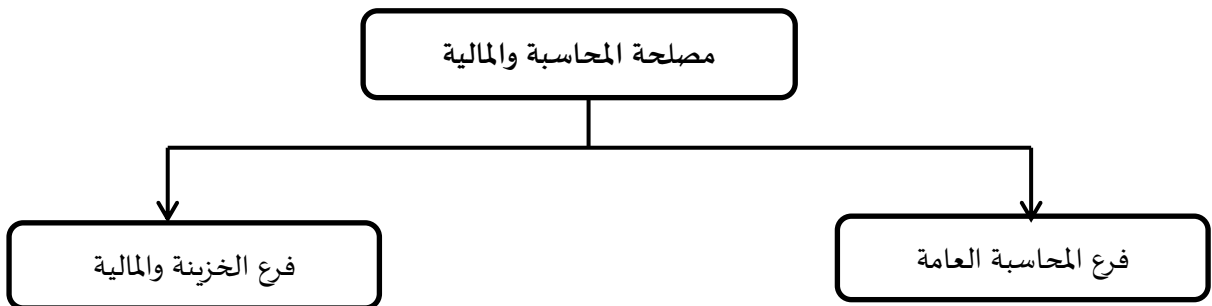 مصلحة المحاسبة والمالية
فرع المحاسبة العامة
فرع الخزينة والمالية